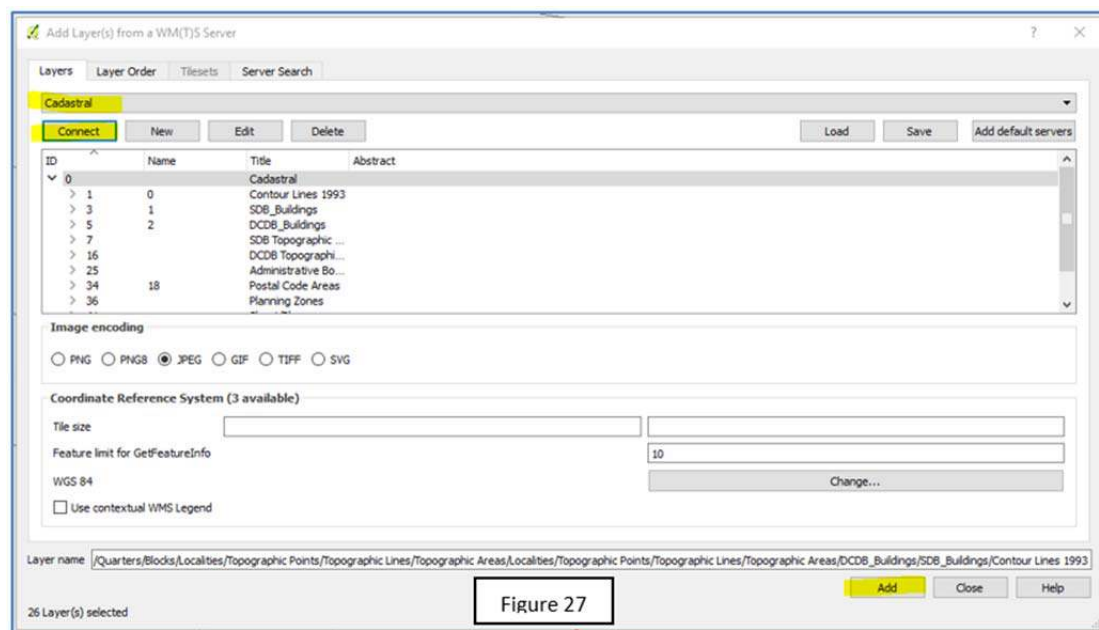 Add Layer(s) from a WM(T)S Server ?
Layers Layer Order Tilesets Server Search
Cadastral
Connect New Edit Delete Load Save Add default servers
ID Name Title Abstract
0 Cadastral
1 0 Contour Lines 1993
3 1 SDB_Buildings
5 2 DCDB_Buildings
7 SDB Topographic ...
16 DCDB Topographi...
25 Administrative Bo...
34 18 Postal Code Areas
36 Planning Zones
Image encoding
PNG PNG8 JPEG GIF TIFF SVG
Coordinate Reference System (3 available)
Tile size
Feature limit for GetFeatureInfo 10
WGS 84 Change...
Use contextual WMS Legend
Layer name /Quarters/Blocks/Localities/Topographic Points/Topographic Lines/Topographic Areas/Localities/Topographic Points/Topographic Lines/Topographic Areas/DCDB_Buildings/SDB_Buildings/Contour Lines 1993
Add Close Help
26 Layer(s) selected
Figure 27